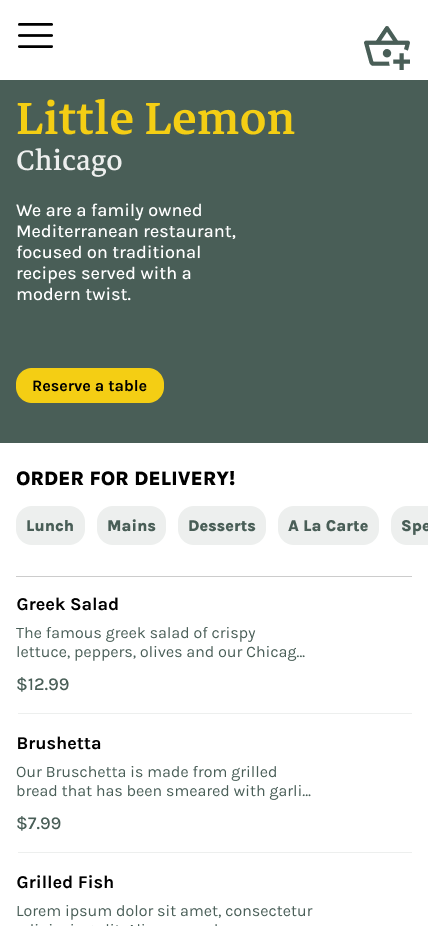 Little Lemon
Chicago
We are a family owned
Mediterranean restaurant,
focused on traditional
recipes served with a
modern twist.
Reserve a table
ORDER FOR DELIVERY!
Lunch Mains Desserts A La Carte Spe
Greek Salad
The famous greek salad of crispy
lettuce, peppers, olives and our Chicag...
$12.99
Brushetta
Our Bruschetta is made from grilled
bread that has been smeared with garli...
$7.99
Grilled Fish
Lorem ipsum dolor sit amet, consectetur